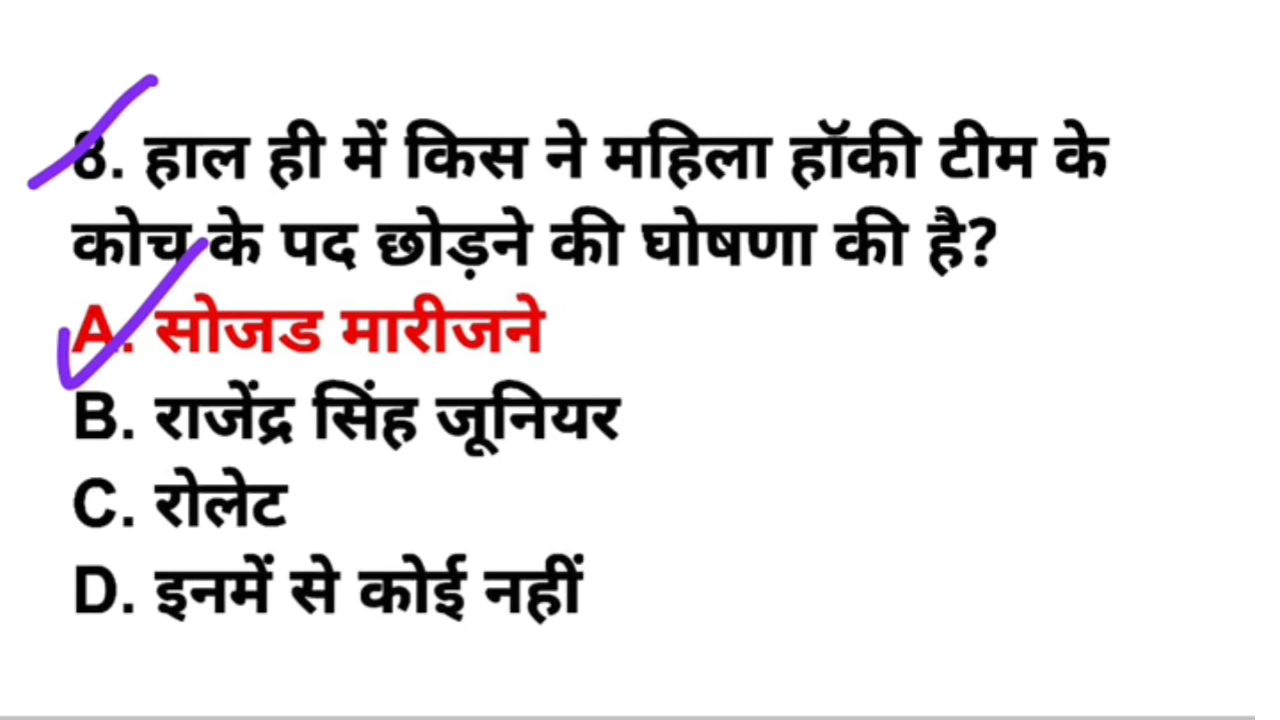 8. हाल ही में किस ने महिला हॉकी टीम के
कोच के पद छोड़ने की घोषणा की है?
A. सोजड मारीजने
B. राजेंद्र सिंह जूनियर
C. रोलेट
D. इनमें से कोई नहीं